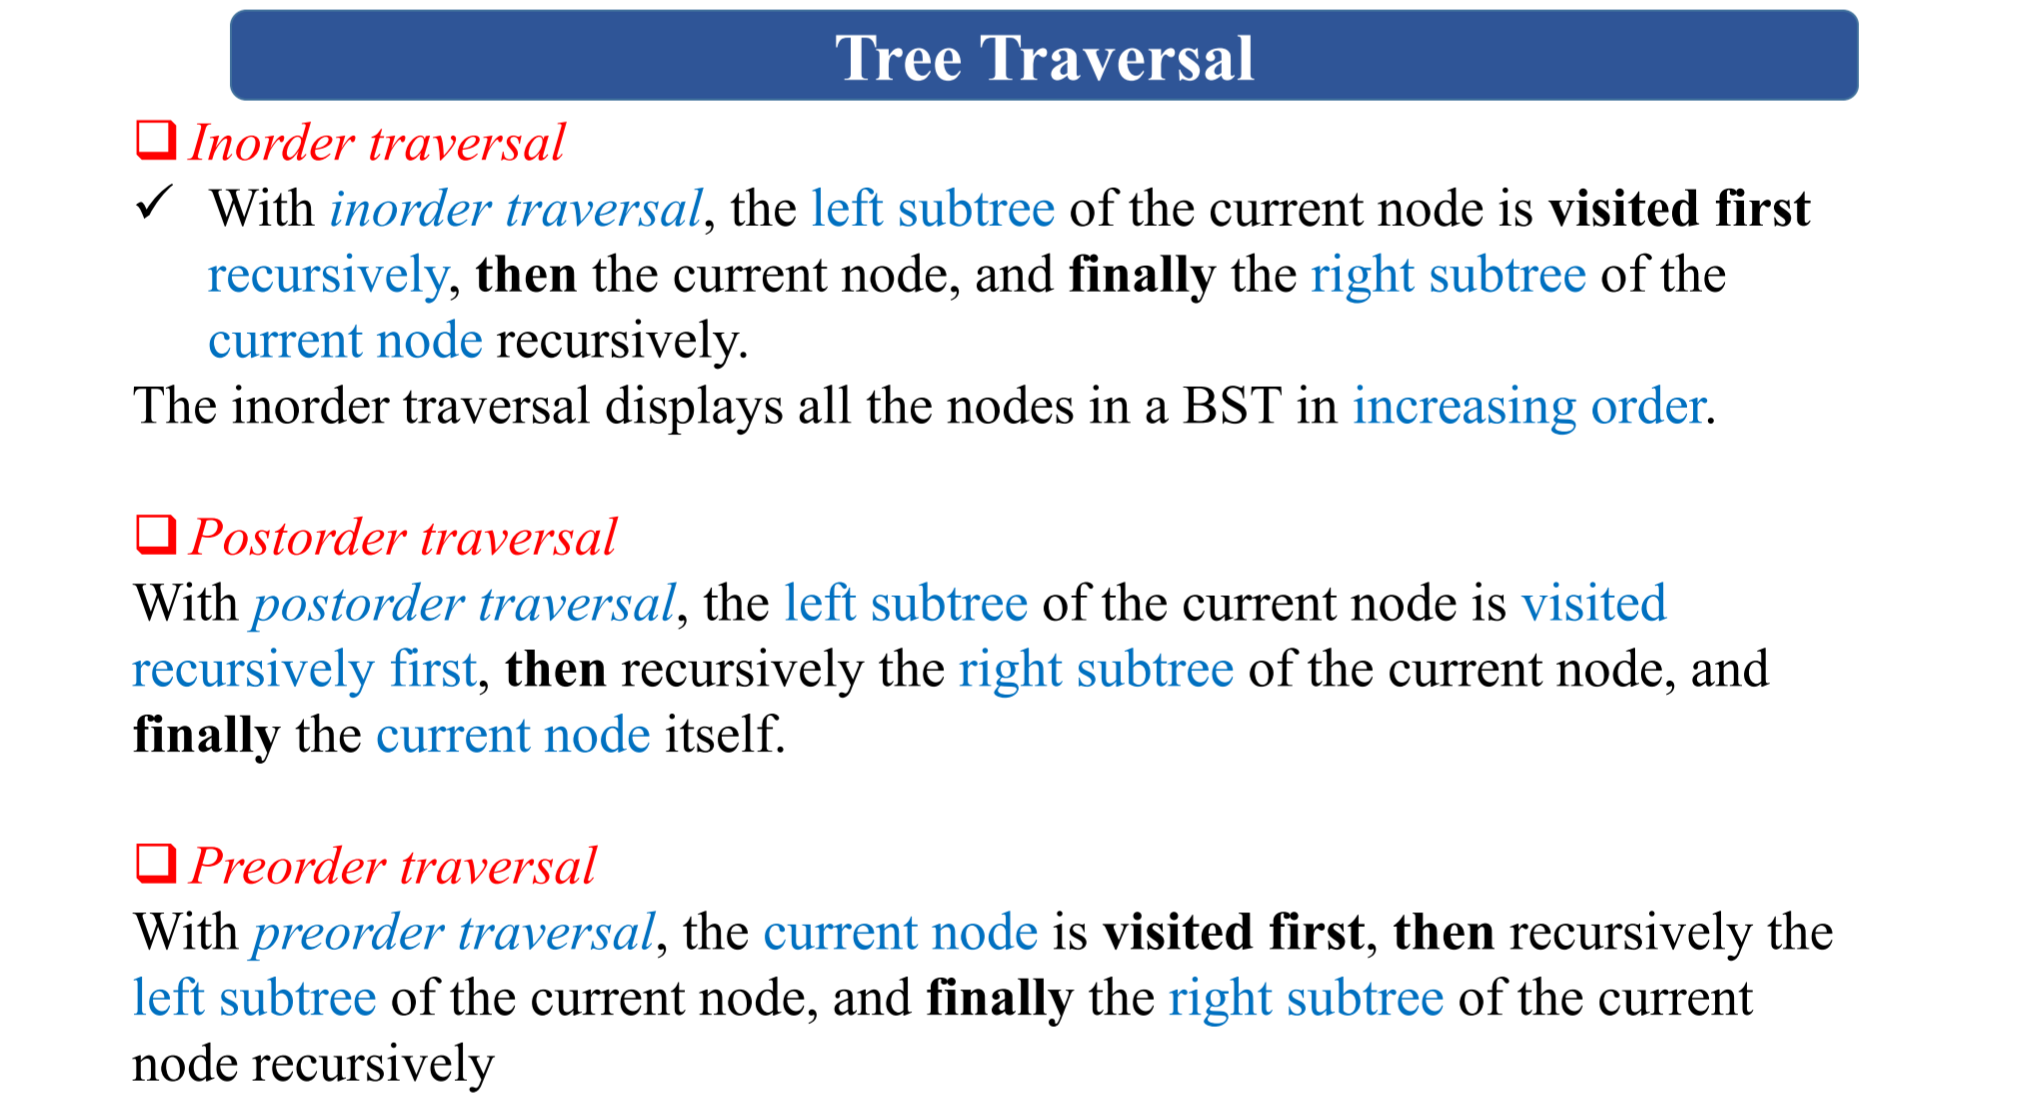 Tree Traversal
Inorder traversal
With inorder traversal, the left subtree of the current node is visited first
recursively, then the current node, and finally the right subtree of the
current node recursively.
The inorder traversal displays all the nodes in a BST in increasing order.
Postorder traversal
With postorder traversal, the left subtree of the current node is visited
recursively first, then recursively the right subtree of the current node, and
finally the current node itself.
Preorder traversal
With preorder traversal, the current node is visited first, then recursively the
left subtree of the current node, and finally the right subtree of the current
node recursively